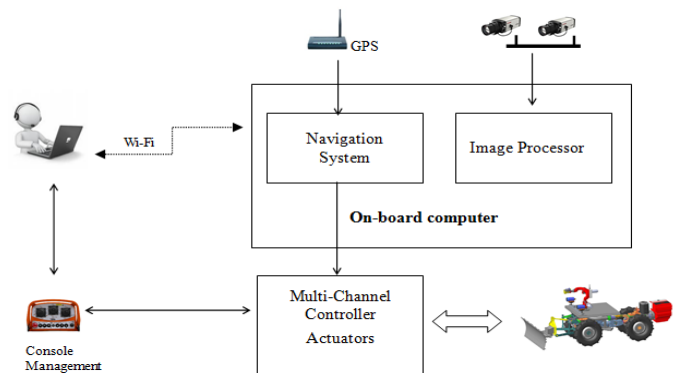 GPS
Wi-Fi
Navigation
System
Image Processor
On-board computer
Multi-Channel
Controller
Actuators
Console
Management